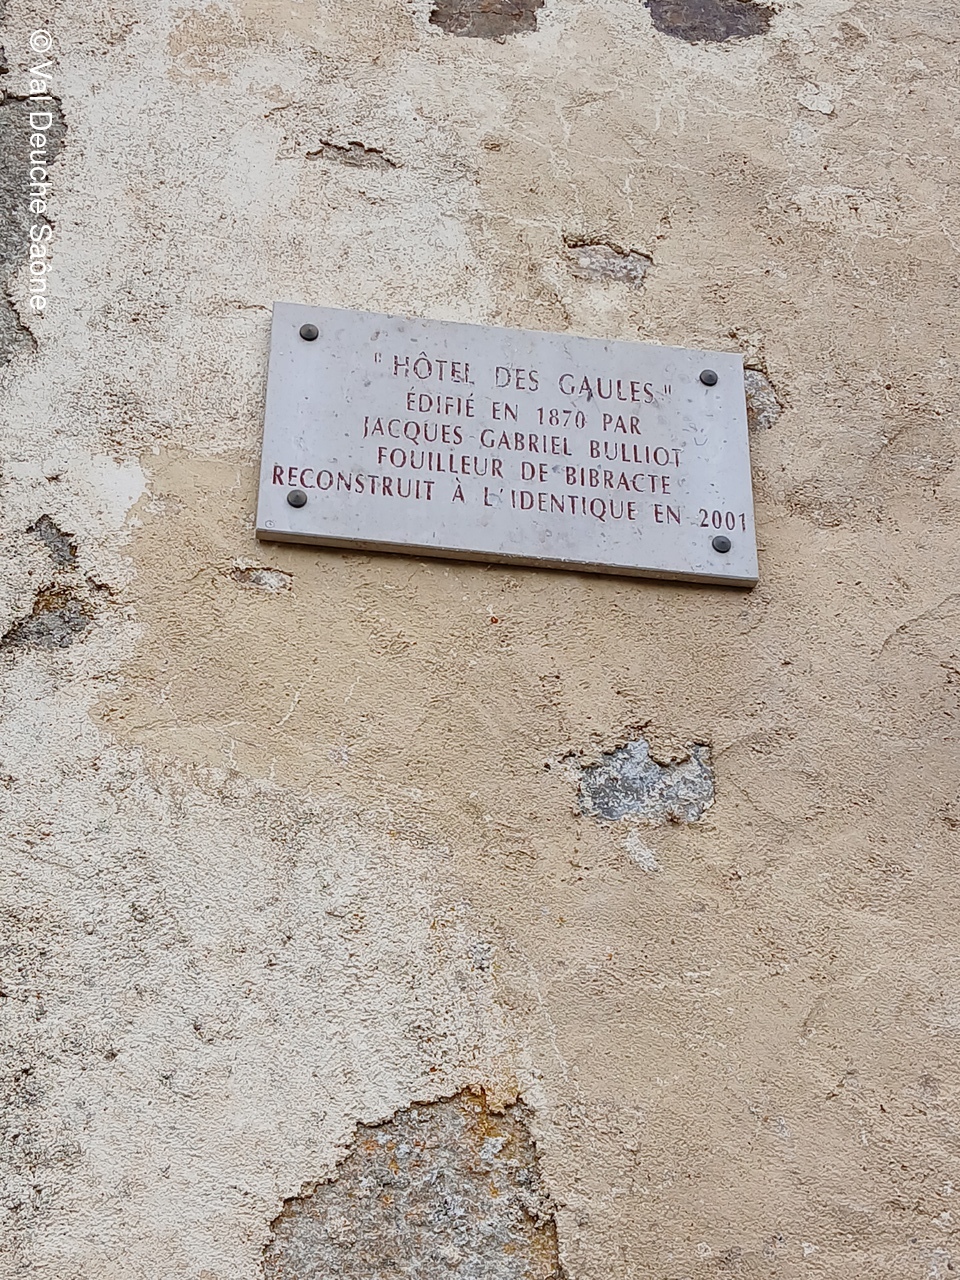 © Val Deuche Saône
" HÔTEL DES GAULES "
ÉDIFIÉ EN 1870 PAR
JACQUES GABRIEL BULLIOT
FOUILLEUR DE BIBRACTE
RECONSTRUIT À L'IDENTIQUE EN 2001